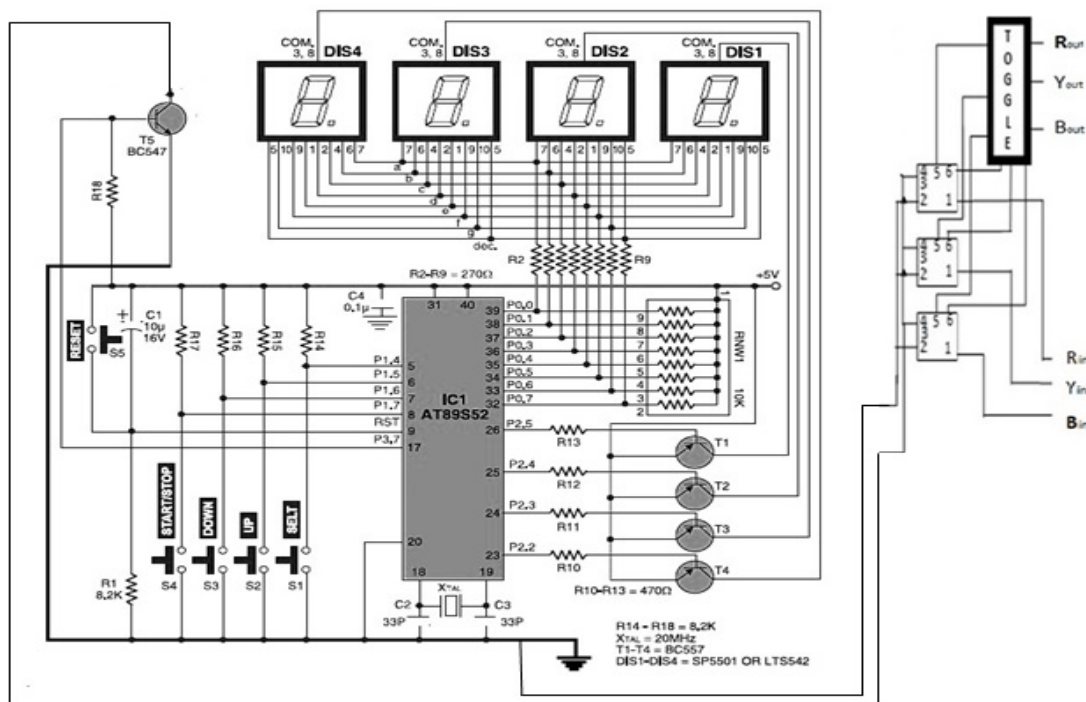 COM. 3, 8 DIS4
COM. 3, 8 DIS3
COM. 3, 8 DIS2
COM. 3, 8 DIS1
5 10 9 1 2 4 6 7
7 6 4 2 1 9 10 5
7 6 4 2 1 9 10 5
7 6 4 2 1 9 10 5
a
b
c
d
e
f
g
dec.
T5
BC547
R18
R2-R9 = 270Ω
R2
R9
+5V
C4
0.1µ
31 40
RESET
S5
+
C1
10µ
16V
R17
R16
R15
R14
P1.4 5
P1.5 6
P1.6 7
P1.7 8
RST 9
P3.7 17
IC1
AT89S52
39 P0.0
38 P0.1
37 P0.2
36 P0.3
35 P0.4
34 P0.5
33 P0.6
32 P0.7
1
9
8
7
6
5
4
3
2
RNW1
10K
26 P2.5 R13 T1
25 P2.4 R12 T2
24 P2.3 R11 T3
23 P2.2 R10 T4
R10-R13 = 470Ω
START/STOP
DOWN
UP
SELT
S4
S3
S2
S1
R1
8.2K
20
18
19
C2
33P
XTAL
C3
33P
R14 - R18 = 8.2K
XTAL = 20MHz
T1-T4 = BC557
DIS1-DIS4 = SP5501 OR LTS542
TOGGLE
Rout
Yout
Bout
4 5 6
3
2 1
4 5 6
3
2 1
4 5 6
3
2 1
Rin
Yin
Bin